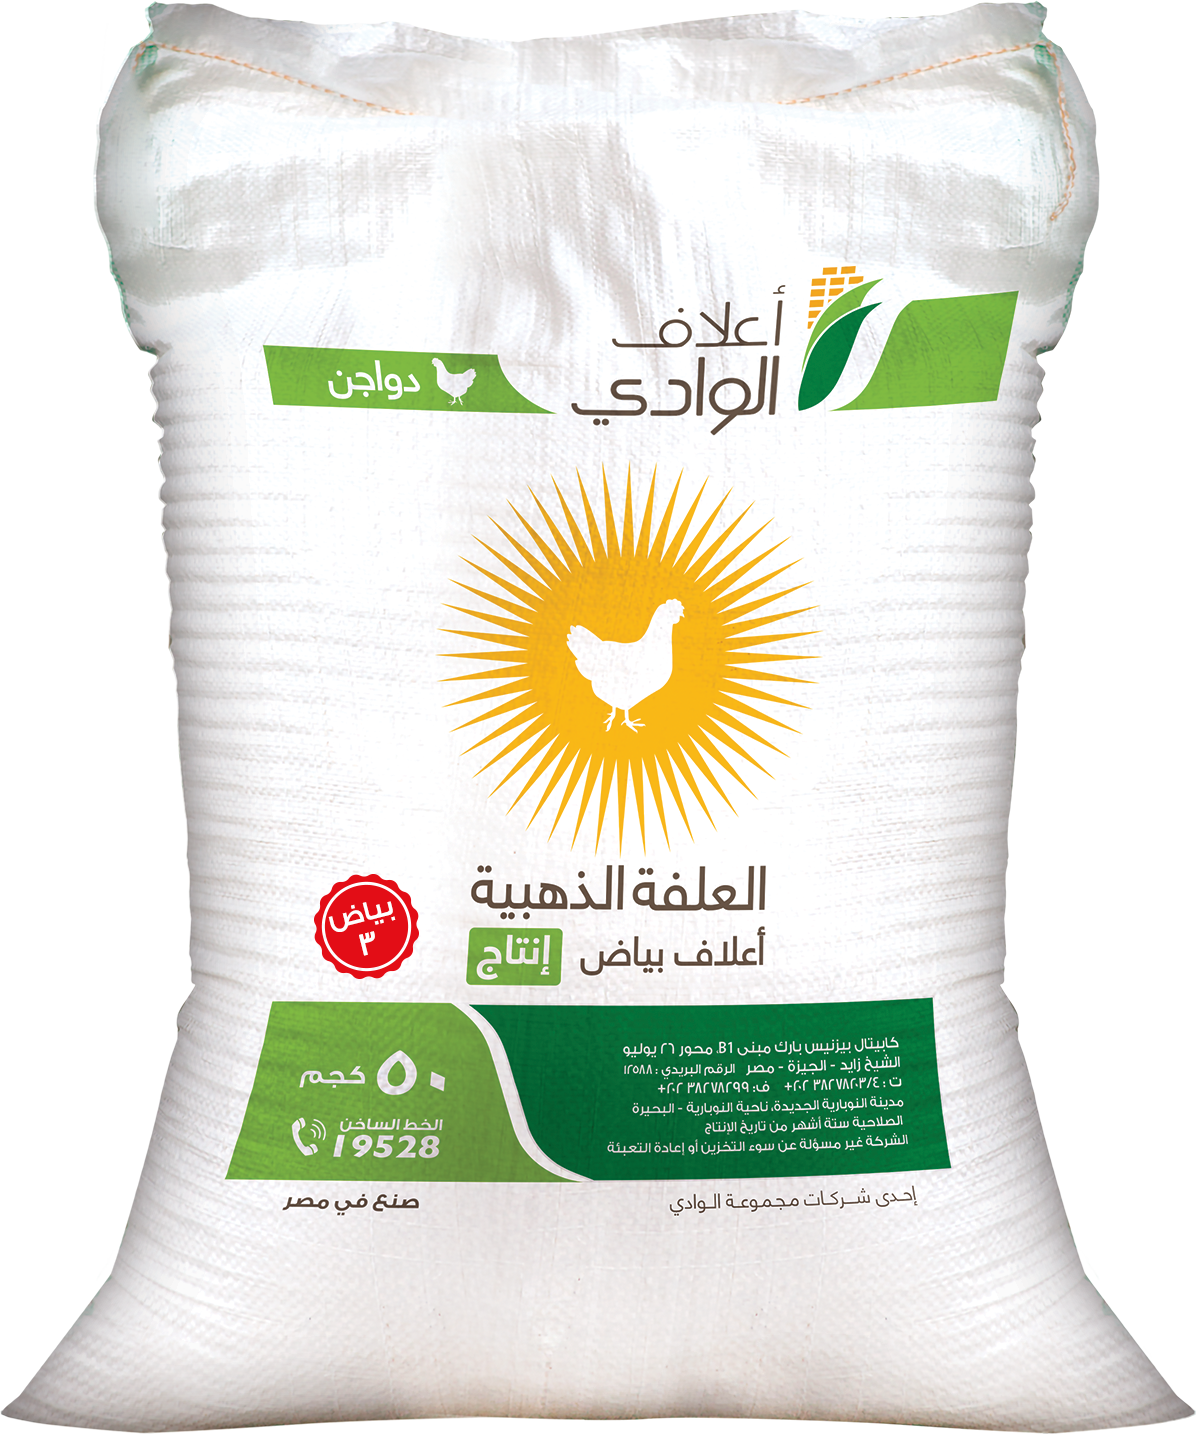 أعلاف
الوادي
دواجن
العلفة الذهبية
أعلاف بياض إنتاج
بياض
٣
كابيتال بيزنيس بارك مبنى B1، محور ٢٦ يوليو
الشيخ زايد - الجيزة - مصر الرقم البريدي : ١٢٥٨٨
ت : ٣٨٢٧٨٢٠٣/٤ ٢٠٢+ ف: ٣٨٢٧٨٢٩٩ ٢٠٢+
مدينة النوبارية الجديدة، ناحية النوبارية - البحيرة
الصلاحية ستة أشهر من تاريخ الإنتاج
الشركة غير مسؤلة عن سوء التخزين أو إعادة التعبئة
٥٠ كجم
الخط الساخن
19528
إحدى شركات مجموعة الوادي
صنع في مصر